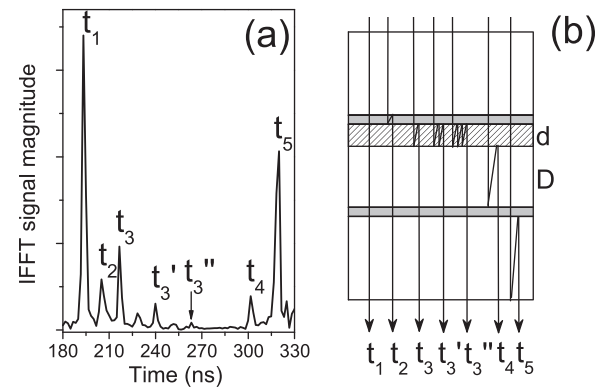 (a)
t1
t2
t3
t3'
t3"
t4
t5
IFFT signal magnitude
180 210 240 270 300 330
Time (ns)
(b)
d
D
t1 t2 t3 t3' t3" t4 t5